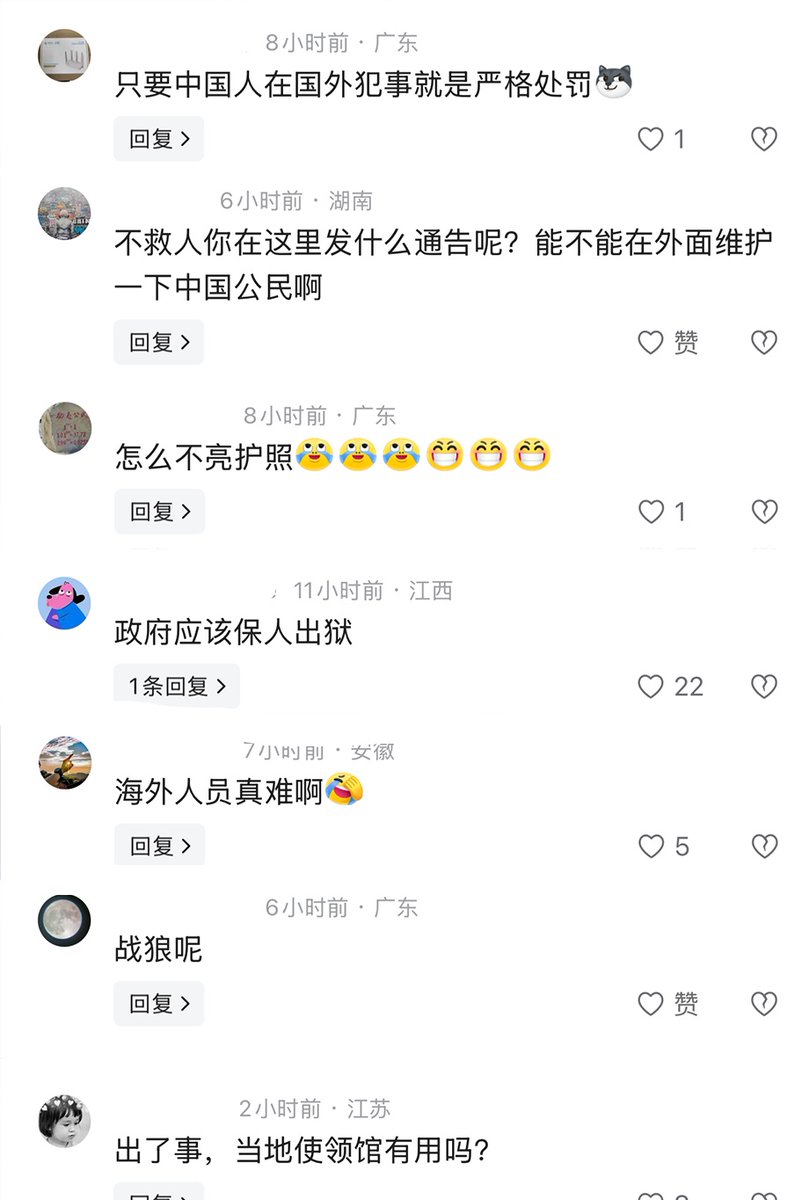 8小时前 · 广东
只要中国人在国外犯事就是严格处罚
回复 >
1
6小时前 · 湖南
不救人你在这里发什么通告呢？能不能在外面维护
一下中国公民啊
回复 >
赞
8小时前 · 广东
怎么不亮护照
回复 >
1
11小时前 · 江西
政府应该保人出狱
1条回复 >
22
7小时前 · 安徽
海外人员真难啊
回复 >
5
6小时前 · 广东
战狼呢
回复 >
赞
2小时前 · 江苏
出了事，当地使领馆有用吗？
回复 >